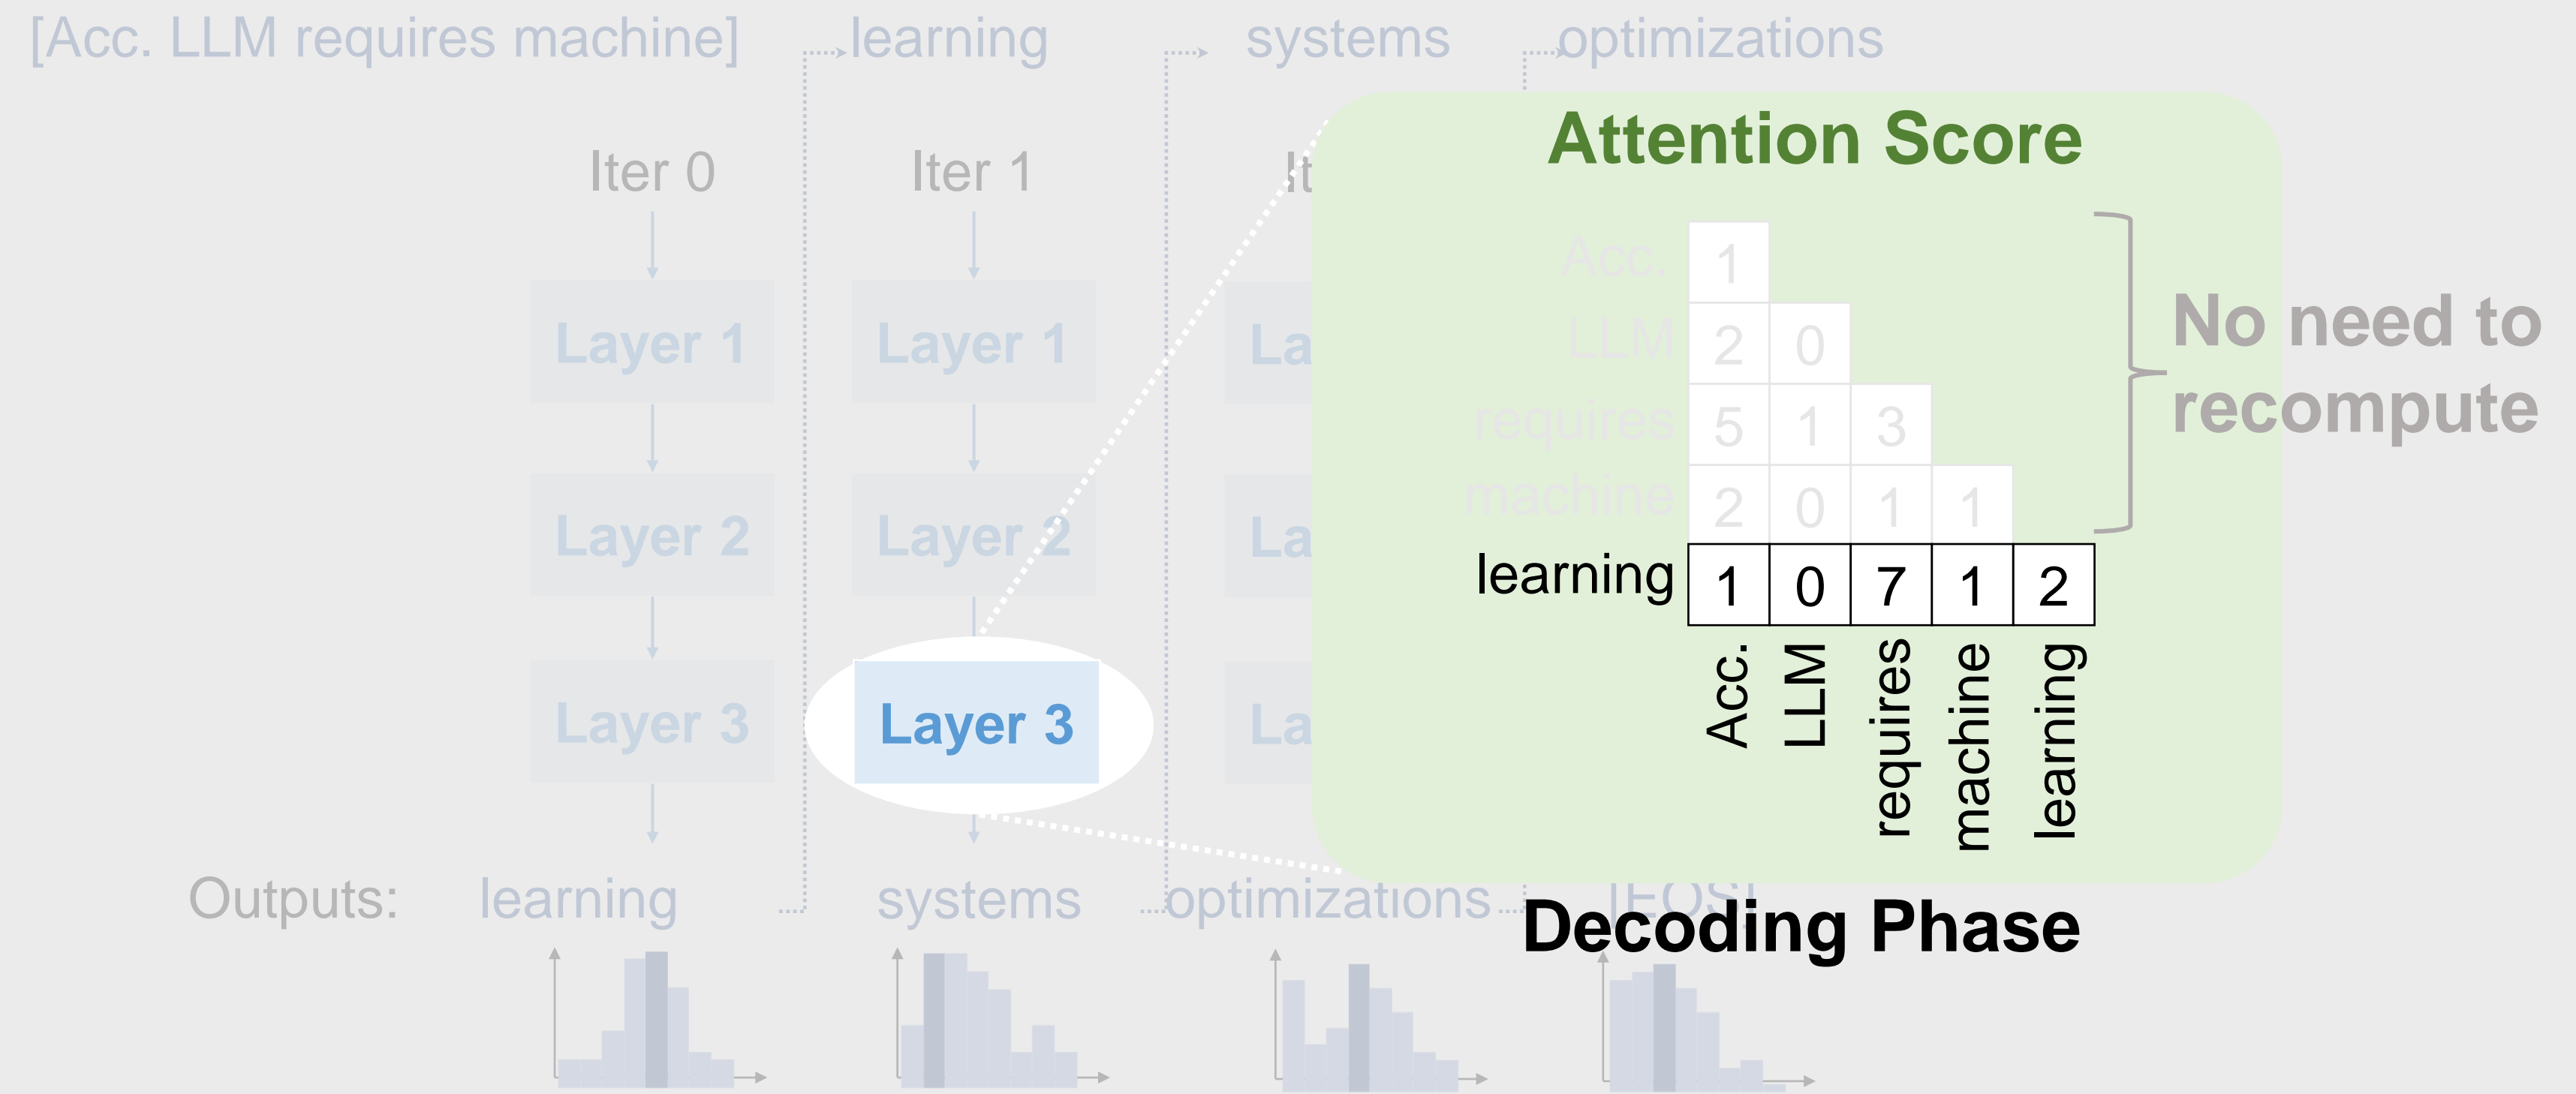 [Acc. LLM requires machine] learning systems optimizations
Attention Score
Iter 0 Iter 1
Acc. 1
LLM 2 0
requires 5 1 3
machine 2 0 1 1
learning 1 0 7 1 2
Acc. LLM requires machine learning
No need to
recompute
Layer 1 Layer 1
Layer 2 Layer 2
Layer 3 Layer 3
Outputs: learning systems optimizations [EOS]
Decoding Phase